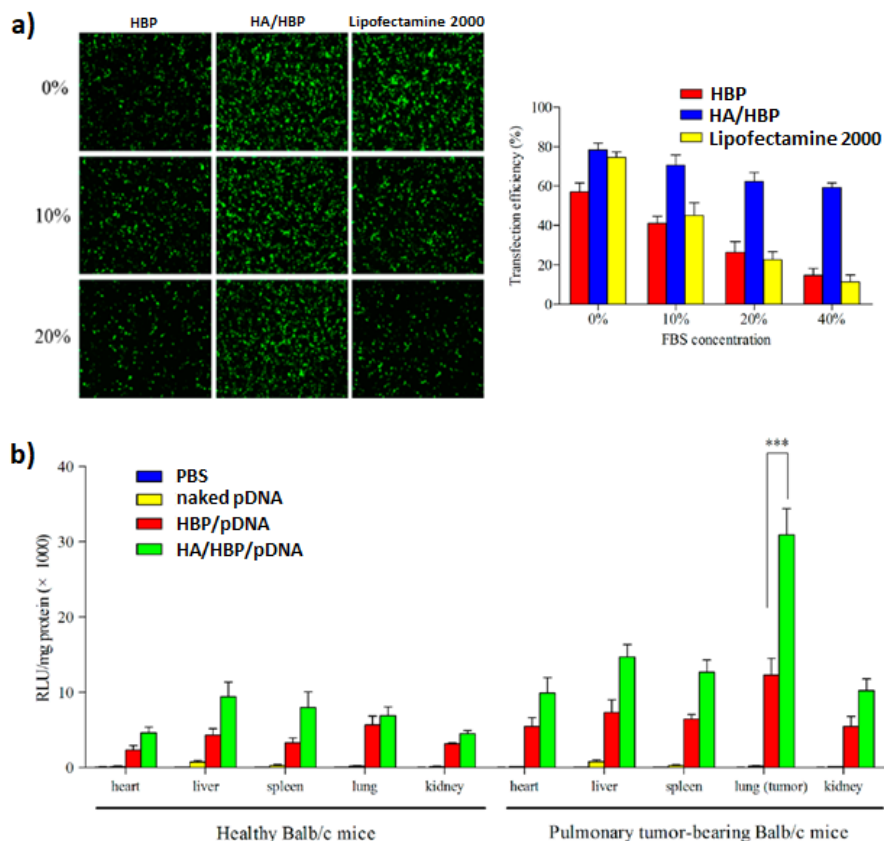 a)
HBP HA/HBP Lipofectamine 2000
0%
10%
20%
HBP
HA/HBP
Lipofectamine 2000
Transfection efficiency (%)
100
80
60
40
20
0
0% 10% 20% 40%
FBS concentration
b)
PBS
naked pDNA
HBP/pDNA
HA/HBP/pDNA
***
RLU/mg protein (× 1000)
40
30
20
10
0
heart liver spleen lung kidney heart liver spleen lung (tumor) kidney
Healthy Balb/c mice Pulmonary tumor-bearing Balb/c mice